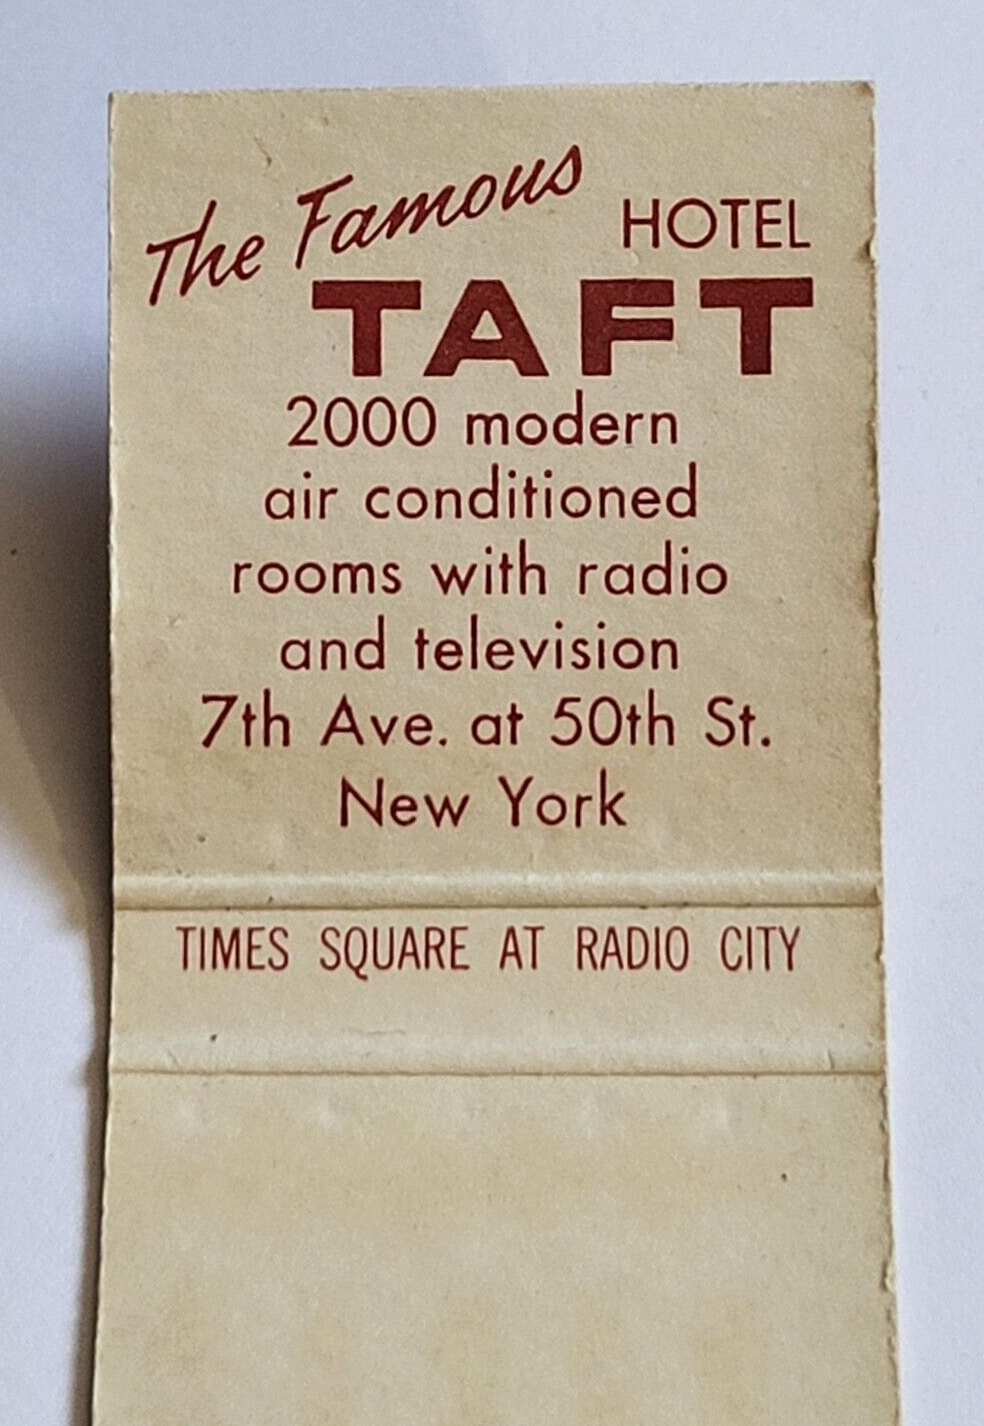 The Famous HOTEL
TAFT
2000 modern
air conditioned
rooms with radio
and television
7th Ave. at 50th St.
New York
TIMES SQUARE AT RADIO CITY